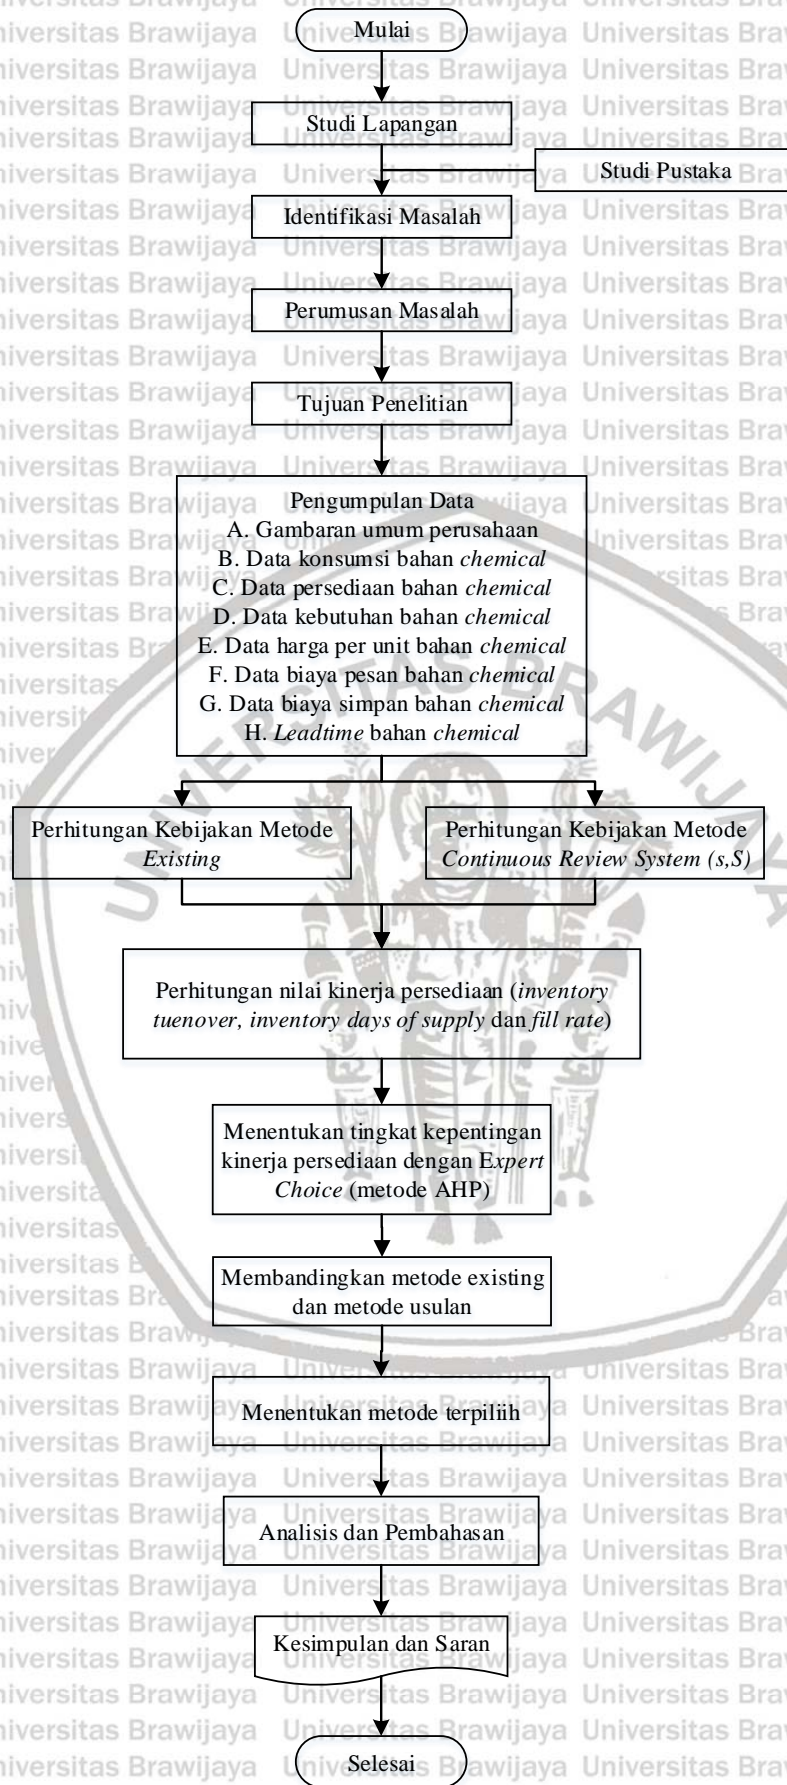 Mulai
Studi Lapangan
Studi Pustaka
Identifikasi Masalah
Perumusan Masalah
Tujuan Penelitian
Pengumpulan Data
A. Gambaran umum perusahaan
B. Data konsumsi bahan chemical
C. Data persediaan bahan chemical
D. Data kebutuhan bahan chemical
E. Data harga per unit bahan chemical
F. Data biaya pesan bahan chemical
G. Data biaya simpan bahan chemical
H. Leadtime bahan chemical
Perhitungan Kebijakan Metode
Existing
Perhitungan Kebijakan Metode
Continuous Review System (s,S)
Perhitungan nilai kinerja persediaan (inventory
tuenover, inventory days of supply dan fill rate)
Menentukan tingkat kepentingan
kinerja persediaan dengan Expert
Choice (metode AHP)
Membandingkan metode existing
dan metode usulan
Menentukan metode terpiliih
Analisis dan Pembahasan
Kesimpulan dan Saran
Selesai
UNIVERSITAS BRAWIJAYA